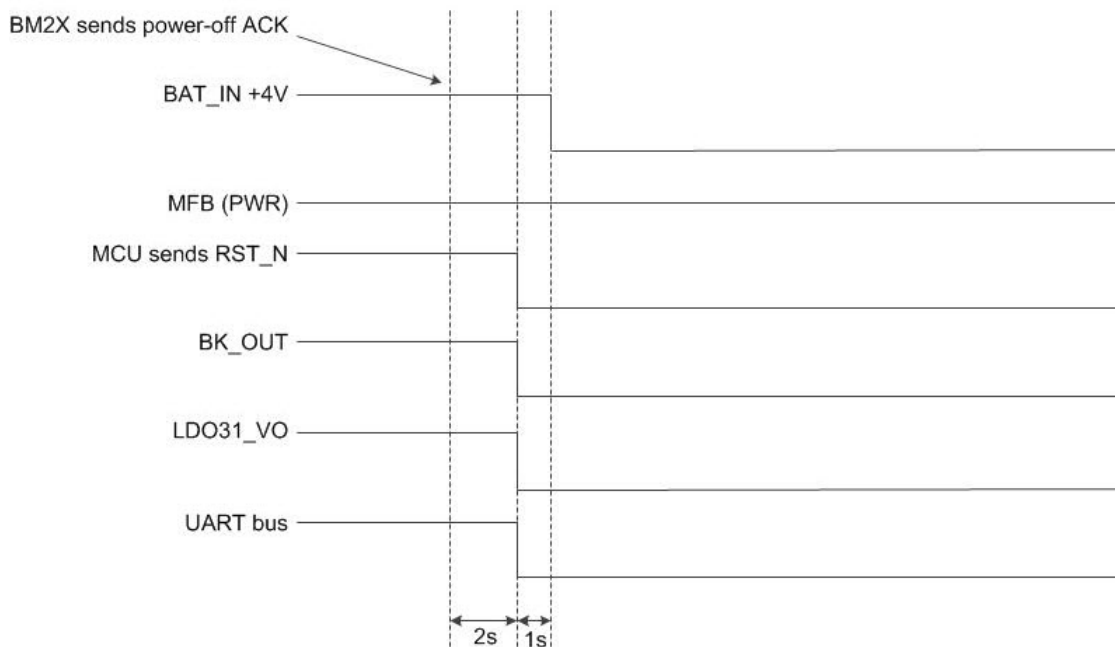 BM2X sends power-off ACK
BAT_IN +4V
MFB (PWR)
MCU sends RST_N
BK_OUT
LDO31_VO
UART bus
2s
1s